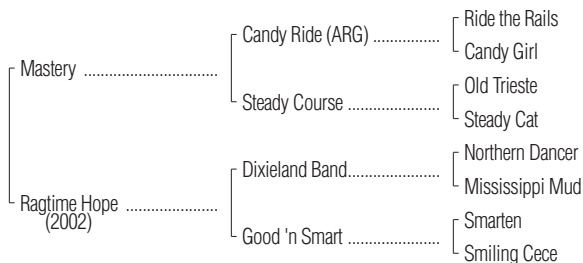 Ride the Rails
Candy Ride (ARG) ..................
Candy Girl
Mastery ....................................
Old Trieste
Steady Course .........................
Steady Cat
Northern Dancer
Dixieland Band.........................
Mississippi Mud
Ragtime Hope ........................
(2002)
Smarten
Good 'n Smart .........................
Smiling Cece